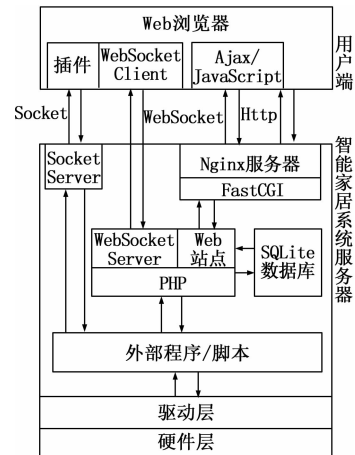 Web浏览器
插件
WebSocket
Client
Ajax/
JavaScript
用户端
Socket
WebSocket
Http
Socket
Server
Nginx服务器
FastCGI
WebSocket
Server
Web
站点
PHP
SQLite
数据库
外部程序/脚本
驱动层
硬件层
智能家居系统服务器